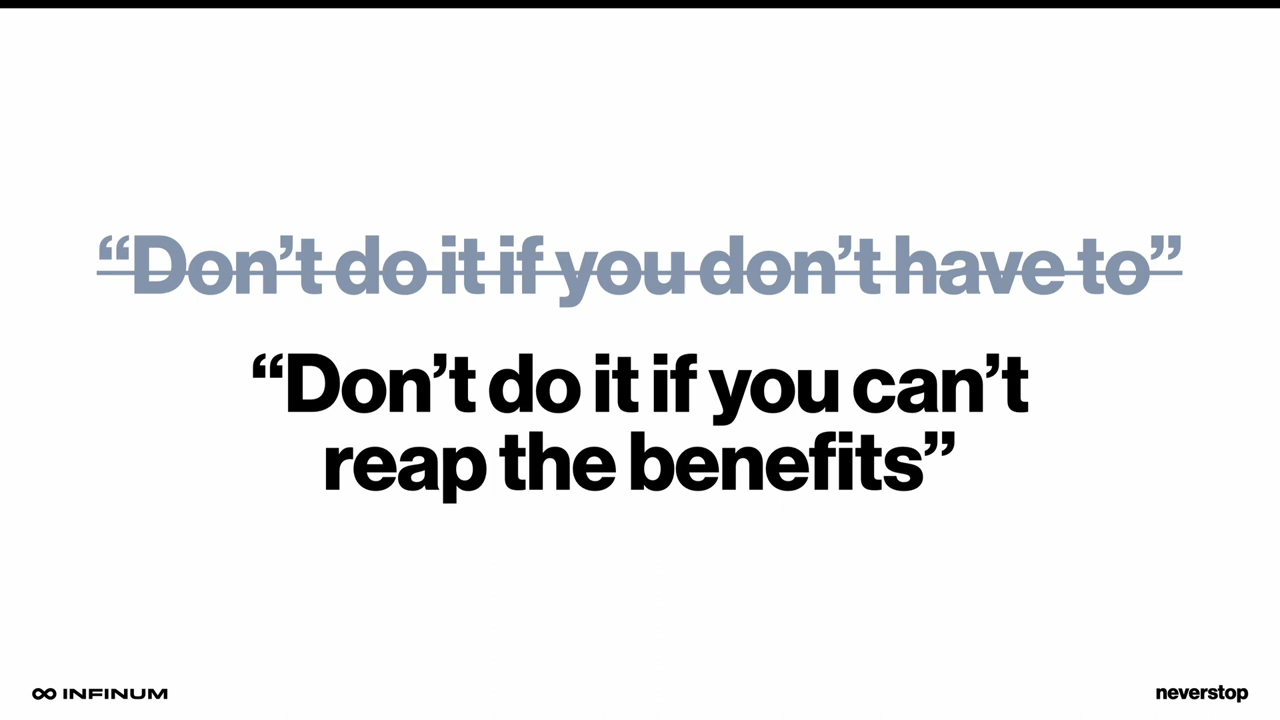 “Don’t do it if you don’t have to”
“Don’t do it if you can’t
reap the benefits”
INFINUM
neverstop